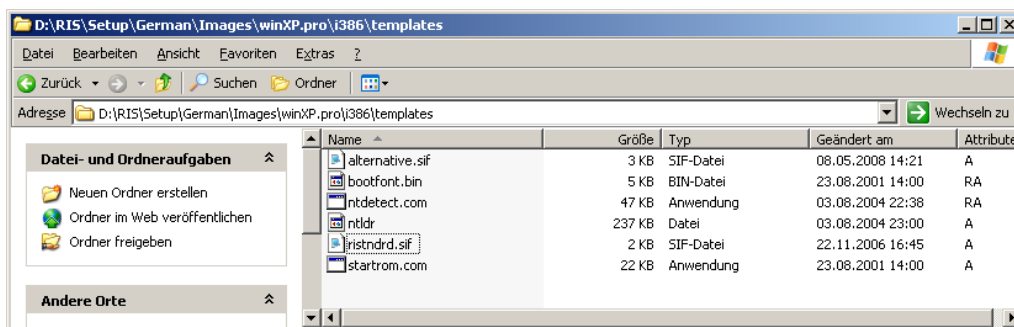 D:\RIS\Setup\German\Images\winXP.pro\i386\templates
Datei Bearbeiten Ansicht Favoriten Extras ?
Zurück Suchen Ordner
Adresse D:\RIS\Setup\German\Images\winXP.pro\i386\templates Wechseln zu
Name Größe Typ Geändert am Attribute
Datei- und Ordneraufgaben
Neuen Ordner erstellen
Ordner im Web veröffentlichen
Ordner freigeben
Andere Orte
alternative.sif 3 KB SIF-Datei 08.05.2008 14:21 A
bootfont.bin 5 KB BIN-Datei 23.08.2001 14:00 RA
ntdetect.com 47 KB Anwendung 03.08.2004 22:38 RA
ntldr 237 KB Datei 03.08.2004 23:00 A
ristndrd.sif 2 KB SIF-Datei 22.11.2006 16:45 A
startrom.com 22 KB Anwendung 23.08.2001 14:00 A